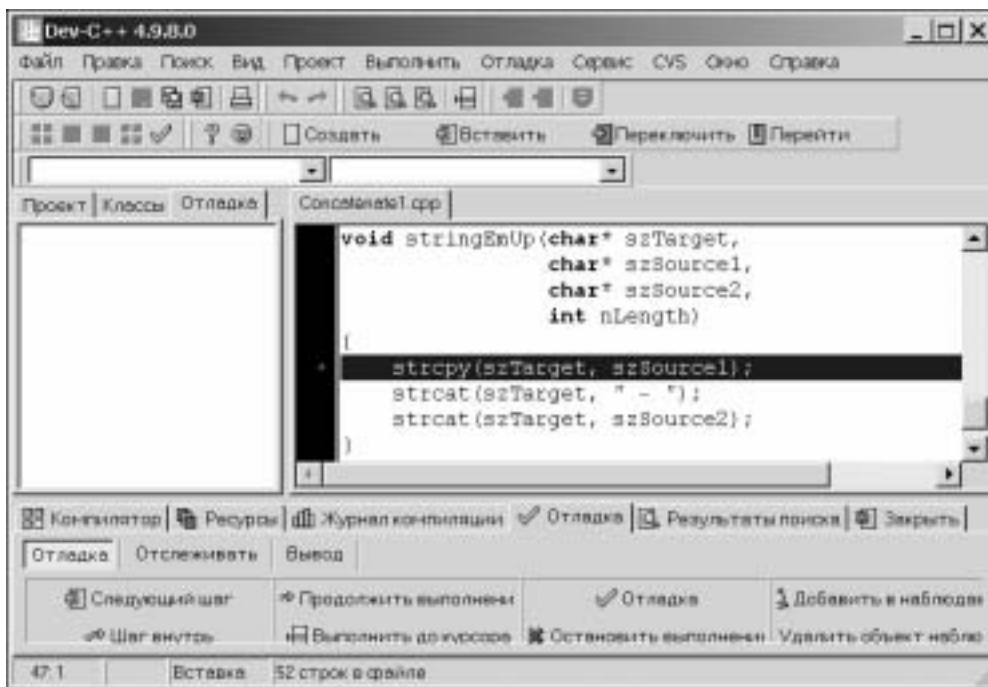 Dev-C++ 4.9.8.0
Файл Правка Поиск Вид Проект Выполнить Отладка Сервис CVS Окно Справка
Создать Вставить Переключить Перейти
Проект Классы Отладка Concatenate1.cpp
void stringEmUp(char* szTarget,
char* szSource1,
char* szSource2,
int nLength)
{
strcpy(szTarget, szSource1);
strcat(szTarget, " - ");
strcat(szTarget, szSource2);
}
Компилятор Ресурсы Журнал компиляции Отладка Результаты поиска Закрыть
Отладка Отслеживать Вывод
Следующий шаг Продолжить выполнени Отладка Добавить в наблюде
Шаг внутрь Выполнить до курсора Остановить выполнени Удалить объект наблю
47:1 Вставка 52 строк в файле